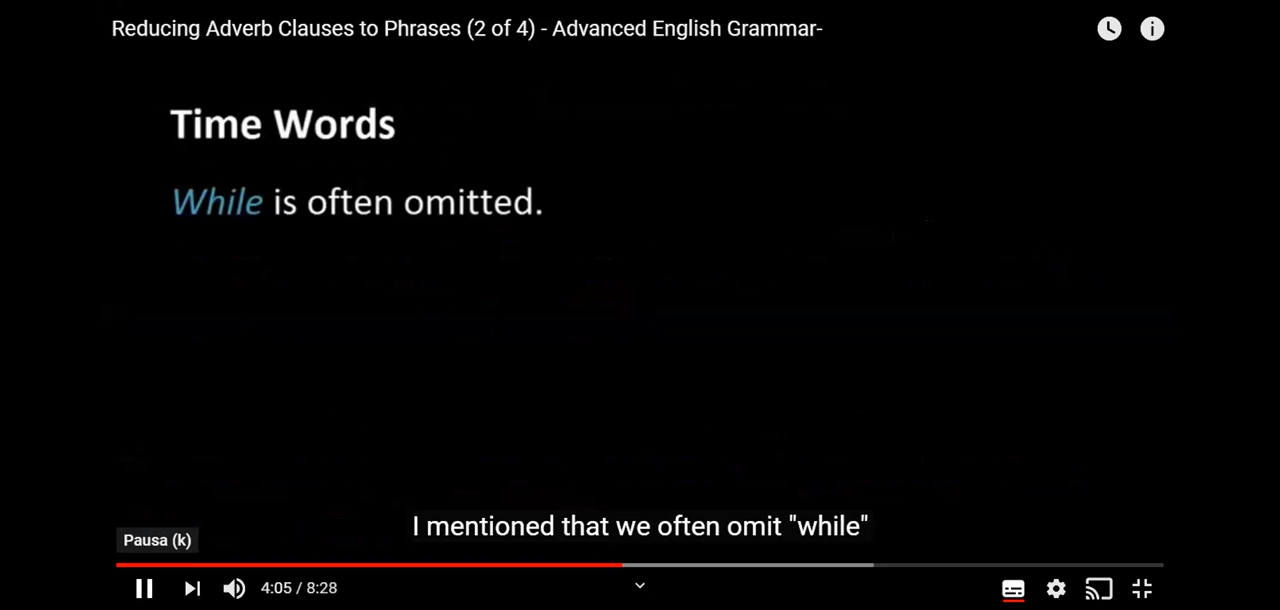 Reducing Adverb Clauses to Phrases (2 of 4) - Advanced English Grammar-
Time Words
While is often omitted.
I mentioned that we often omit "while"
Pausa (k)
4:05 / 8:28